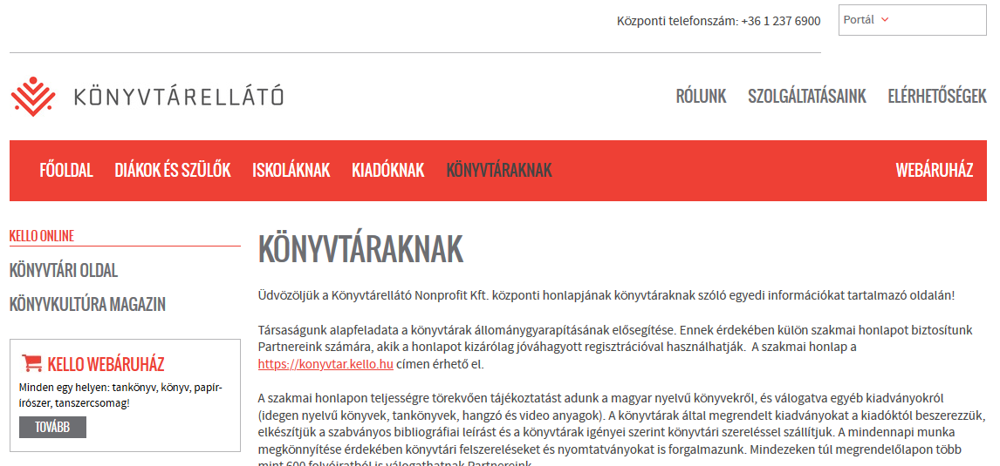 Központi telefonszám: +36 1 237 6900
Portál
KÖNYVTÁRELLÁTÓ
RÓLUNK SZOLGÁLTATÁSAINK ELÉRHETŐSÉGEK
FŐOLDAL DIÁKOK ÉS SZÜLŐK ISKOLÁKNAK KIADÓKNAK KÖNYVTÁRAKNAK WEBÁRUHÁZ
KELLO ONLINE
KÖNYVTÁRI OLDAL
KÖNYVKULTÚRA MAGAZIN
KELLO WEBÁRUHÁZ
Minden egy helyen: tankönyv, könyv, papír-
írószer, tanszercsomag!
TOVÁBB
KÖNYVTÁRAKNAK
Üdvözöljük a Könyvtárellátó Nonprofit Kft. központi honlapjának könyvtáraknak szóló egyedi információkat tartalmazó oldalán!
Társaságunk alapfeladata a könyvtárak állománygyarapításának elősegítése. Ennek érdekében külön szakmai honlapot biztosítunk
Partnereink számára, akik a honlapot kizárólag jóváhagyott regisztrációval használhatják. A szakmai honlap a
https://konyvtar.kello.hu címen érhető el.
A szakmai honlapon teljességre törekvően tájékoztatást adunk a magyar nyelvű könyvekről, és válogatva egyéb kiadványokról
(idegen nyelvű könyvek, tankönyvek, hangzó és video anyagok). A könyvtárak által megrendelt kiadványokat a kiadóktól beszerezzük,
elkészítjük a szabványos bibliográfiai leírást és a könyvtárak igényei szerint könyvtári szereléssel szállítjuk. A mindennapi munka
megkönnyítése érdekében könyvtári felszereléseket és nyomtatványokat is forgalmazunk. Mindezeken túl megrendelőlapon több
mint 600 folyóiratból is válogathatnak Partnereink.